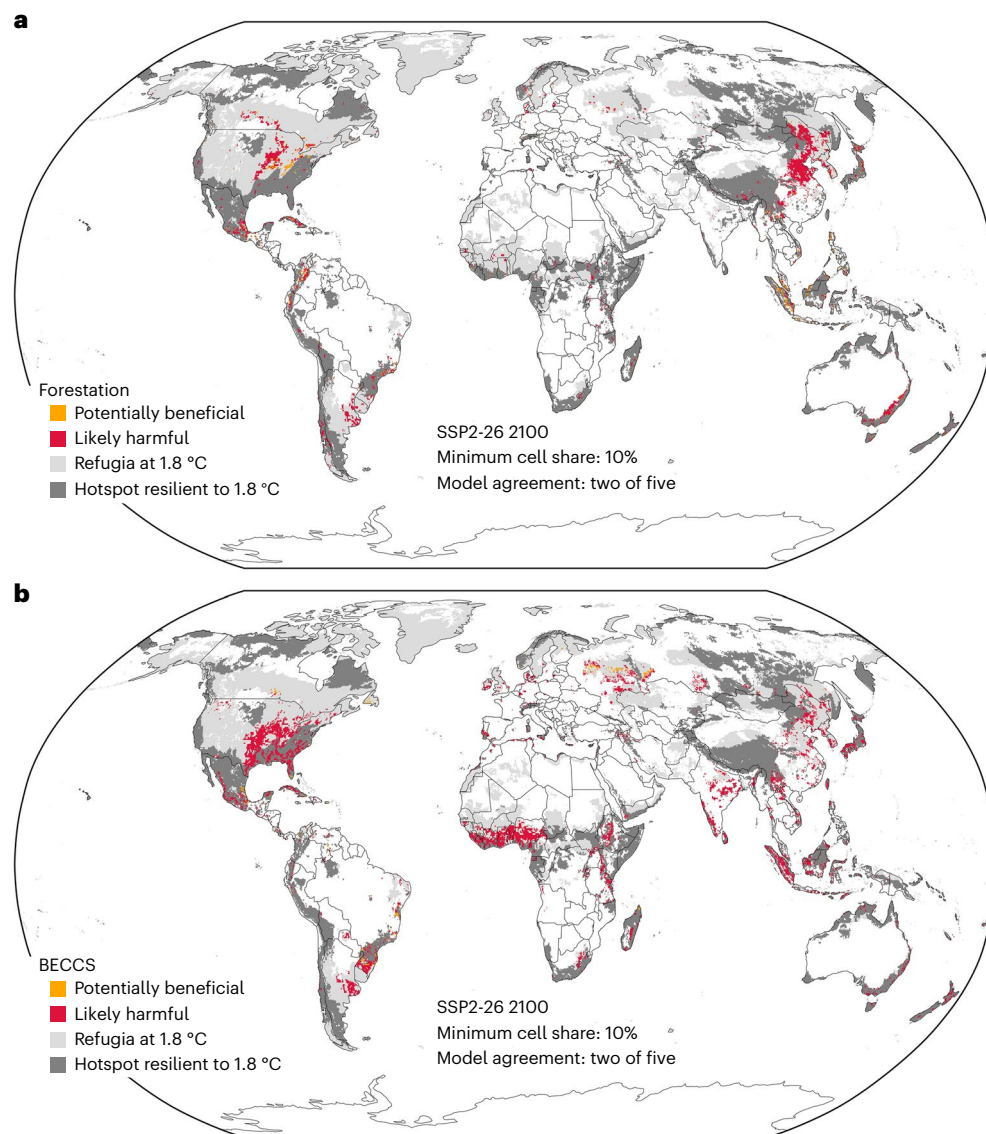 a
Forestation
Potentially beneficial
Likely harmful
Refugia at 1.8 °C
Hotspot resilient to 1.8 °C
SSP2-26 2100
Minimum cell share: 10%
Model agreement: two of five
b
BECCS
Potentially beneficial
Likely harmful
Refugia at 1.8 °C
Hotspot resilient to 1.8 °C
SSP2-26 2100
Minimum cell share: 10%
Model agreement: two of five